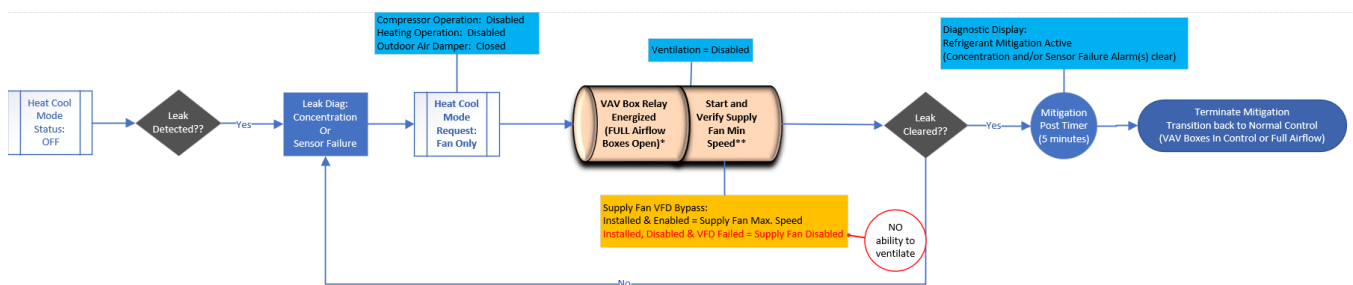 Compressor Operation: Disabled
Heating Operation: Disabled
Outdoor Air Damper: Closed
Ventilation = Disabled
Diagnostic Display:
Refrigerant Mitigation Active
(Concentration and/or Sensor Failure Alarm(s) clear)
Heat Cool
Mode
Status:
OFF
Leak
Detected??
Yes
Leak Diag:
Concentration
Or
Sensor Failure
Heat Cool
Mode
Request:
Fan Only
VAV Box Relay
Energized
(FULL Airflow
Boxes Open)*
Start and
Verify Supply
Fan Min
Speed**
Leak
Cleared??
Yes
Mitigation
Post Timer
(5 minutes)
Terminate Mitigation
Transition back to Normal Control
(VAV Boxes In Control or Full Airflow)
Supply Fan VFD Bypass:
Installed & Enabled = Supply Fan Max. Speed
Installed, Disabled & VFD Failed = Supply Fan Disabled
NO
ability to
ventilate
No